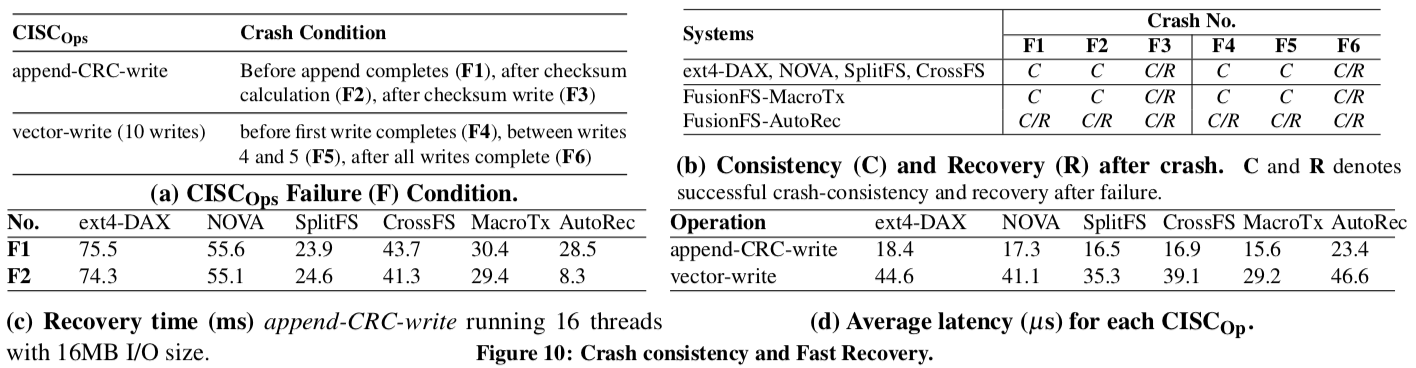 CISCOps Crash Condition
append-CRC-write Before append completes (F1), after checksum
calculation (F2), after checksum write (F3)
vector-write (10 writes) before first write completes (F4), between writes
4 and 5 (F5), after all writes complete (F6)
(a) CISCOps Failure (F) Condition.
Systems Crash No.
F1 F2 F3 F4 F5 F6
ext4-DAX, NOVA, SplitFS, CrossFS C C C/R C C C/R
FusionFS-MacroTx C C C/R C C C/R
FusionFS-AutoRec C/R C/R C/R C/R C/R C/R
(b) Consistency (C) and Recovery (R) after crash. C and R denotes
successful crash-consistency and recovery after failure.
No. ext4-DAX NOVA SplitFS CrossFS MacroTx AutoRec
F1 75.5 55.6 23.9 43.7 30.4 28.5
F2 74.3 55.1 24.6 41.3 29.4 8.3
(c) Recovery time (ms) append-CRC-write running 16 threads
with 16MB I/O size.
Operation ext4-DAX NOVA SplitFS CrossFS MacroTx AutoRec
append-CRC-write 18.4 17.3 16.5 16.9 15.6 23.4
vector-write 44.6 41.1 35.3 39.1 29.2 46.6
(d) Average latency (μs) for each CISCOp.
Figure 10: Crash consistency and Fast Recovery.